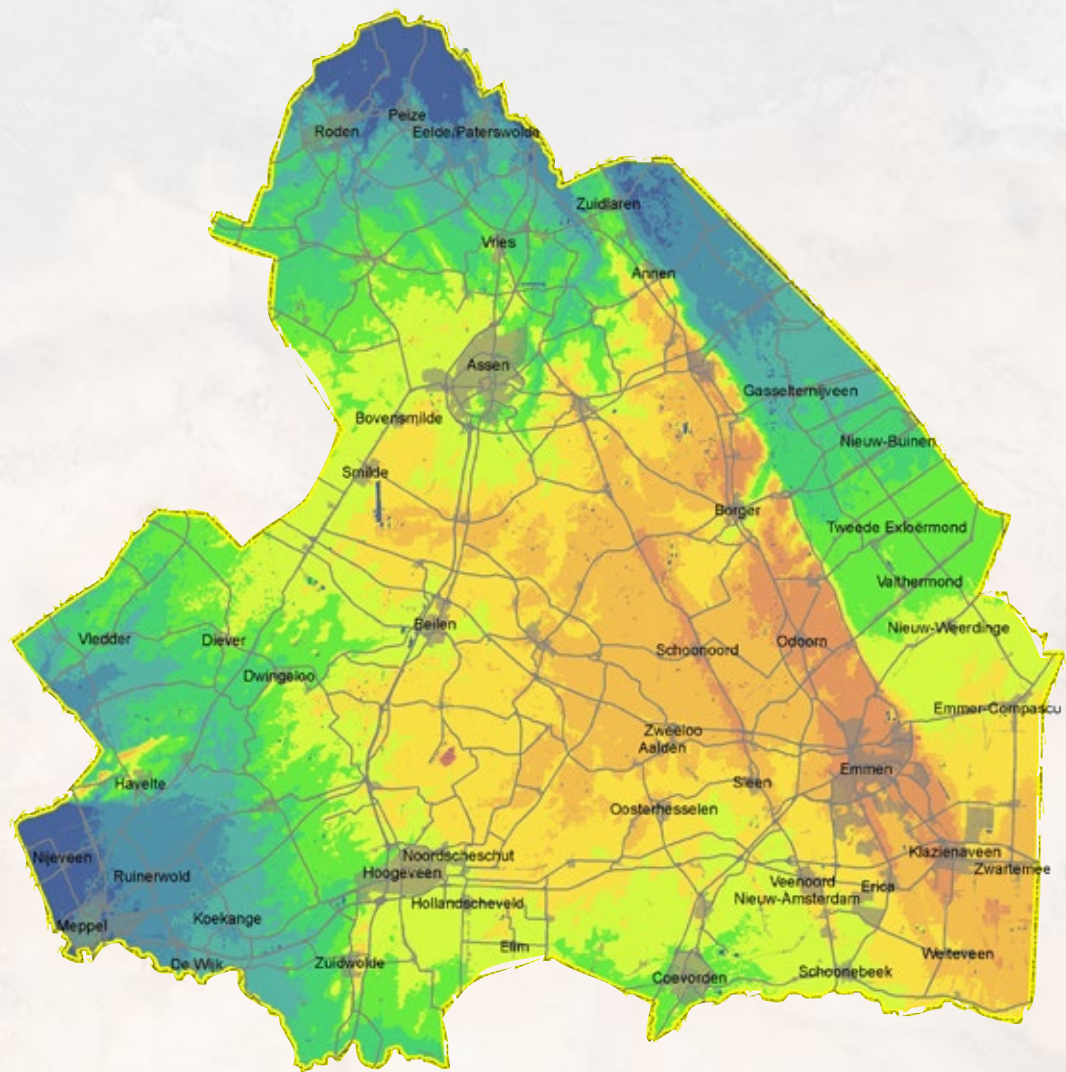 Peize
Roden
Eelde/Paterswolde
Zuidlaren
Vries
Annen
Assen
Gasselternijveen
Bovensmilde
Nieuw-Buinen
Smilde
Borger
Tweede Exloërmond
Valthermond
Beilen
Nieuw-Weerdinge
Vledder
Diever
Odoorn
Schoonoord
Dwingeloo
Emmer-Compascu
Zweeloo
Aalden
Emmen
Havelte
Sleen
Oosterhesselen
Klazienaveen
Nijeveen
Noordscheschut
Zwartemee
Hoogeveen
Ruinerwold
Veenoord
Erica
Nieuw-Amsterdam
Hollandscheveld
Koekange
Meppel
Elim
Weiteveen
De Wijk
Zuidwolde
Schoonebeek
Coevorden